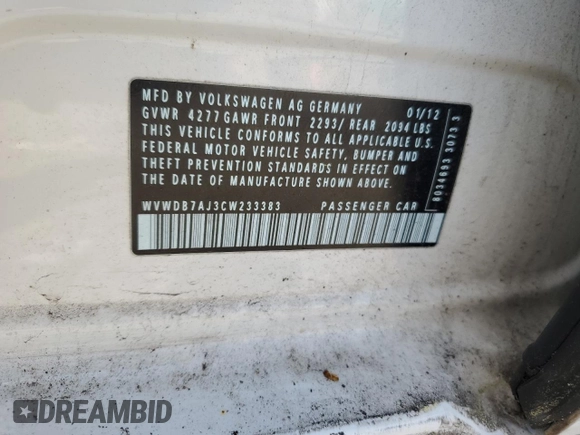 MFD BY VOLKSWAGEN AG GERMANY 01/12
GVWR 4277 GAWR FRONT 2293/ REAR 2094 LBS
THIS VEHICLE CONFORMS TO ALL APPLICABLE U.S.
FEDERAL MOTOR VEHICLE SAFETY, BUMPER AND
THEFT PREVENTION STANDARDS IN EFFECT ON
THE DATE OF MANUFACTURE SHOWN ABOVE.
WVWDB7AJ3CW233383 PASSENGER CAR
8034693 3073 3
DREAMBID